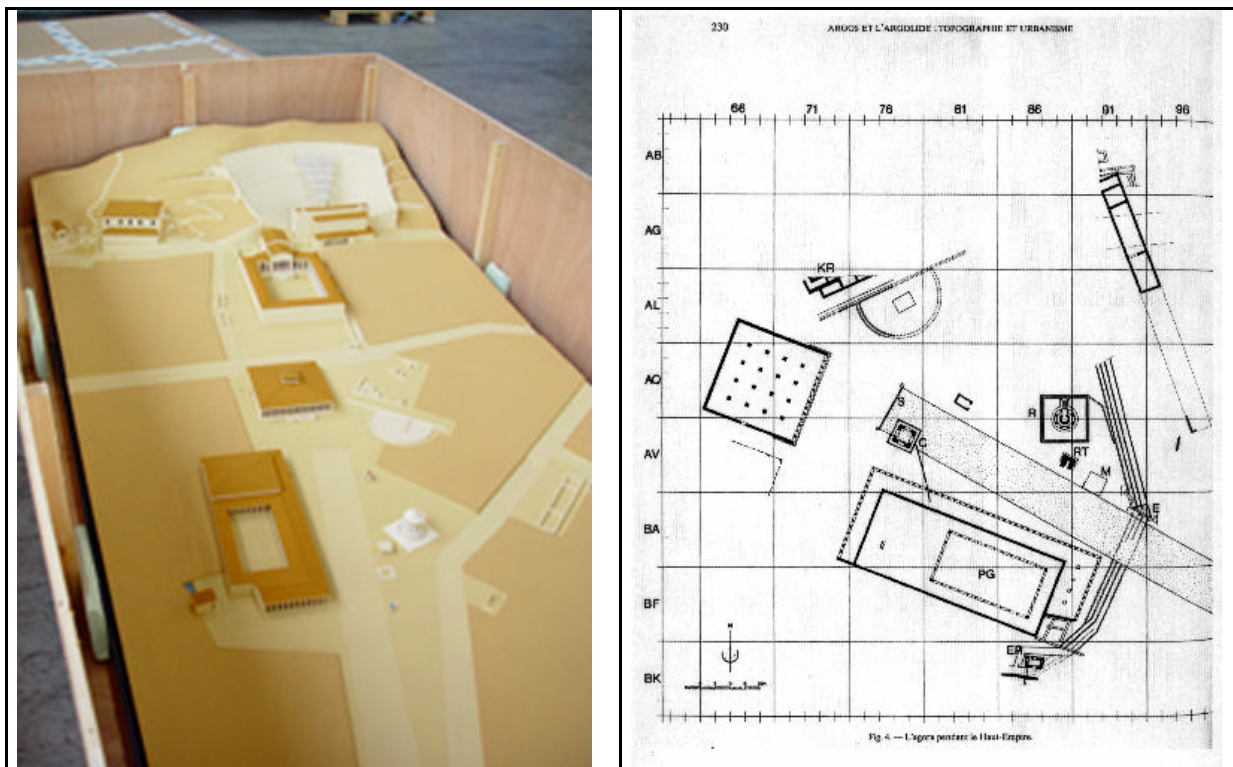 230 ARGOS ET L'ARGOLIDE : TOPOGRAPHIE ET URBANISME
66 71 76 81 86 91 96
AB
AG
KR
AL
AQ
S
R
C
AV
RT
M
E
BA
PG
BF
EP
N
BK
Fig. 4. — L'agora pendant le Haut-Empire.